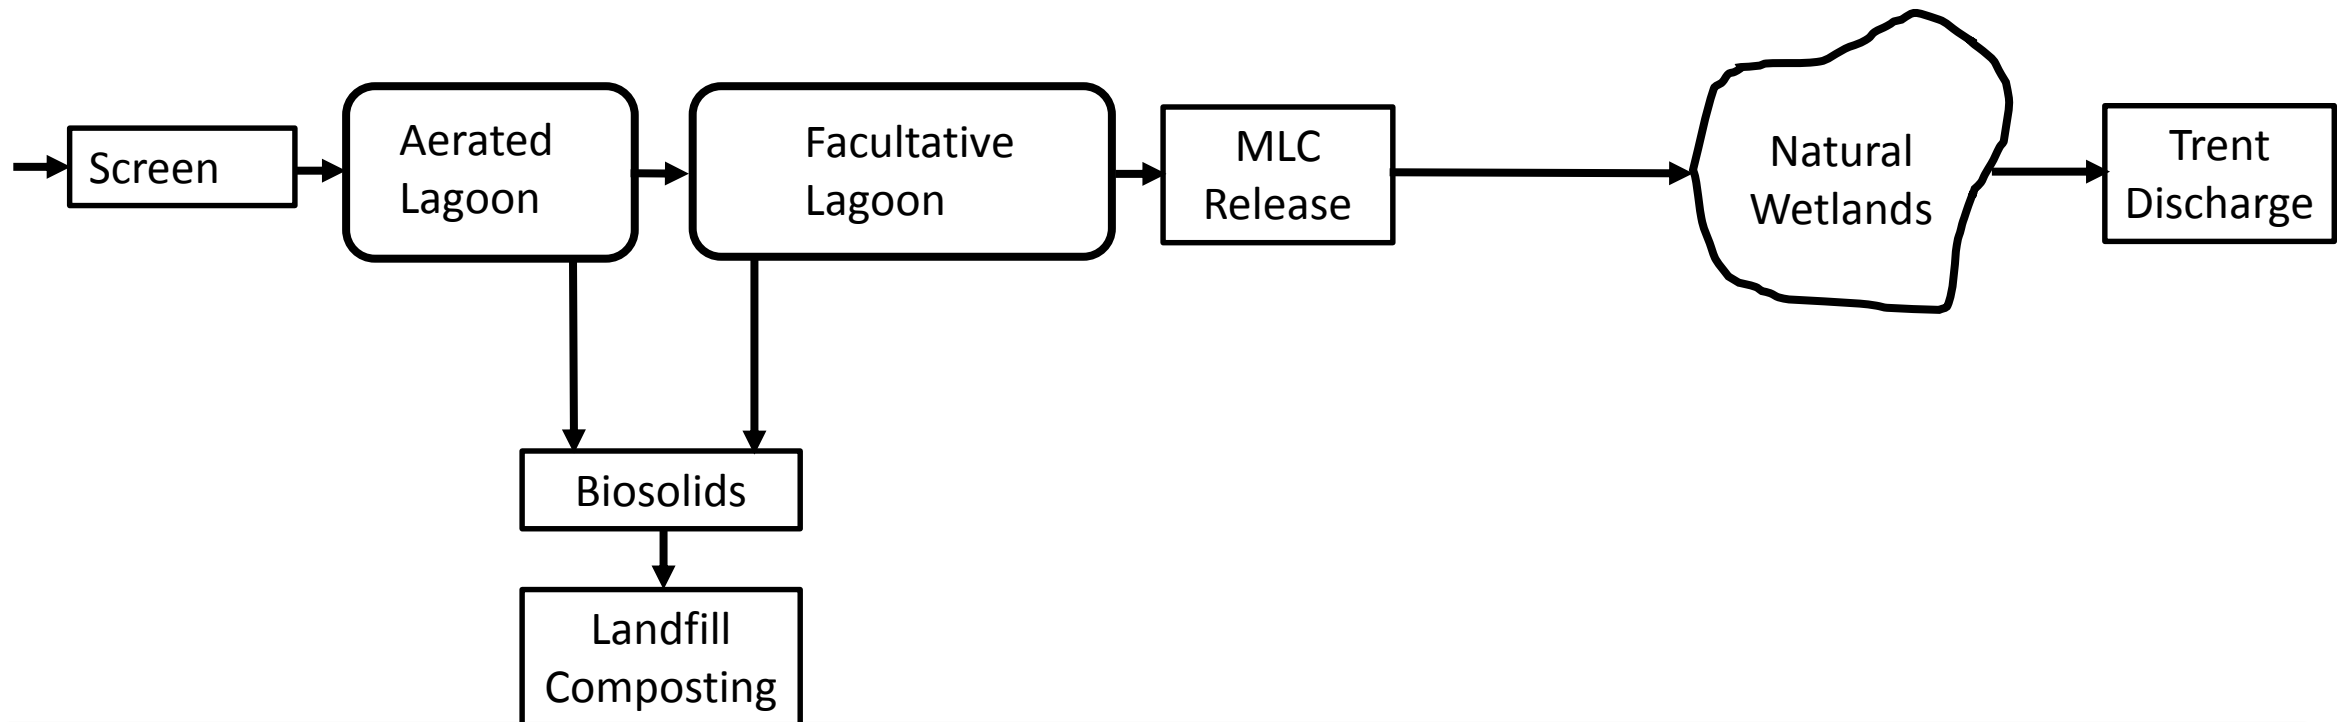 Screen
Aerated
Lagoon
Facultative
Lagoon
MLC
Release
Natural
Wetlands
Trent
Discharge
Biosolids
Landfill
Composting